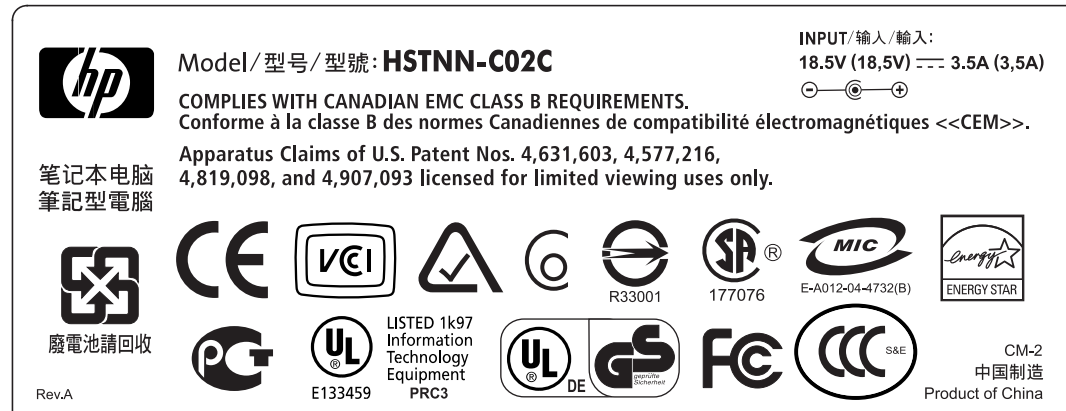 hp
Model/型号/型號: HSTNN-C02C
INPUT/输入/輸入:
18.5V (18,5V) 3.5A (3,5A)
COMPLIES WITH CANADIAN EMC CLASS B REQUIREMENTS.
Conforme à la classe B des normes Canadiennes de compatibilité électromagnétiques <<CEM>>.
Apparatus Claims of U.S. Patent Nos. 4,631,603, 4,577,216,
4,819,098, and 4,907,093 licensed for limited viewing uses only.
笔记本电脑
筆記型電腦
CE
VCI
R33001
SA ®
177076
MIC
E-A012-04-4732(B)
energy
ENERGY STAR
廢電池請回收
PCT
UL ®
E133459
LISTED 1k97
Information
Technology
Equipment
PRC3
UL ®
DE
GS
geprüfte
Sicherheit
FC
CCC S&E
CM-2
中国制造
Product of China
Rev.A